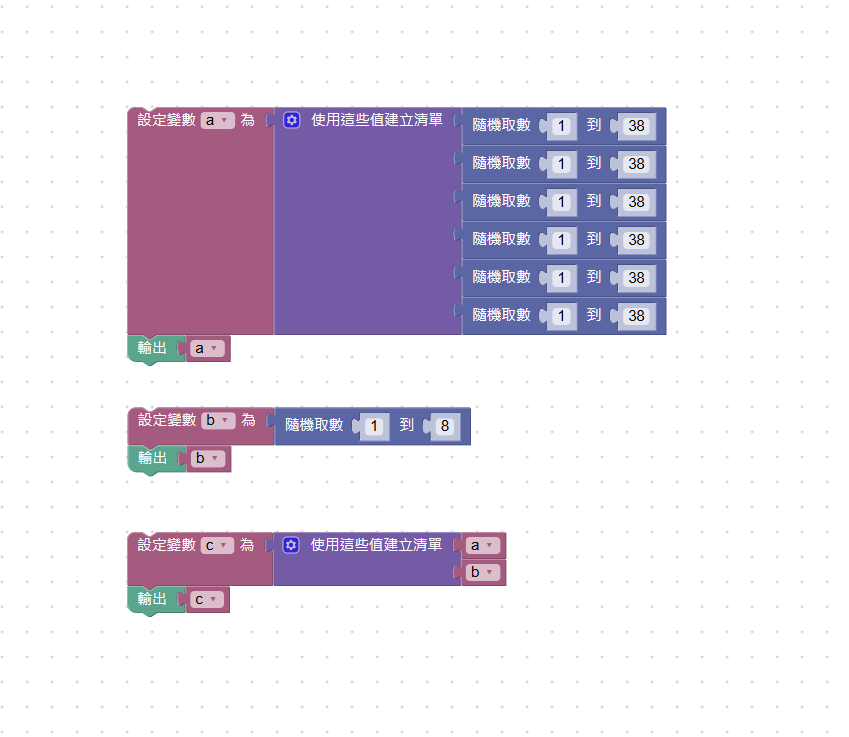 設定變數 a 為 使用這些值建立清單 隨機取數 1 到 38
隨機取數 1 到 38
隨機取數 1 到 38
隨機取數 1 到 38
隨機取數 1 到 38
隨機取數 1 到 38
輸出 a
設定變數 b 為 隨機取數 1 到 8
輸出 b
設定變數 c 為 使用這些值建立清單 a
b
輸出 c